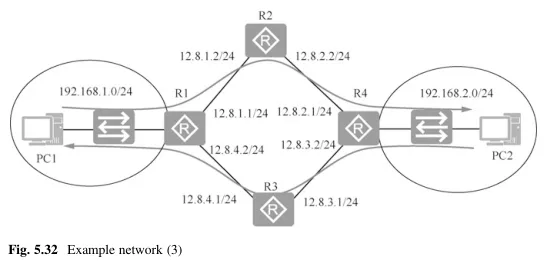 R2
12.8.1.2/24
12.8.2.2/24
192.168.1.0/24
R1
R4
192.168.2.0/24
12.8.1.1/24
12.8.2.1/24
R
R
R
R
PC1
12.8.4.2/24
12.8.3.2/24
PC2
R3
12.8.4.1/24
12.8.3.1/24
Fig. 5.32 Example network (3)